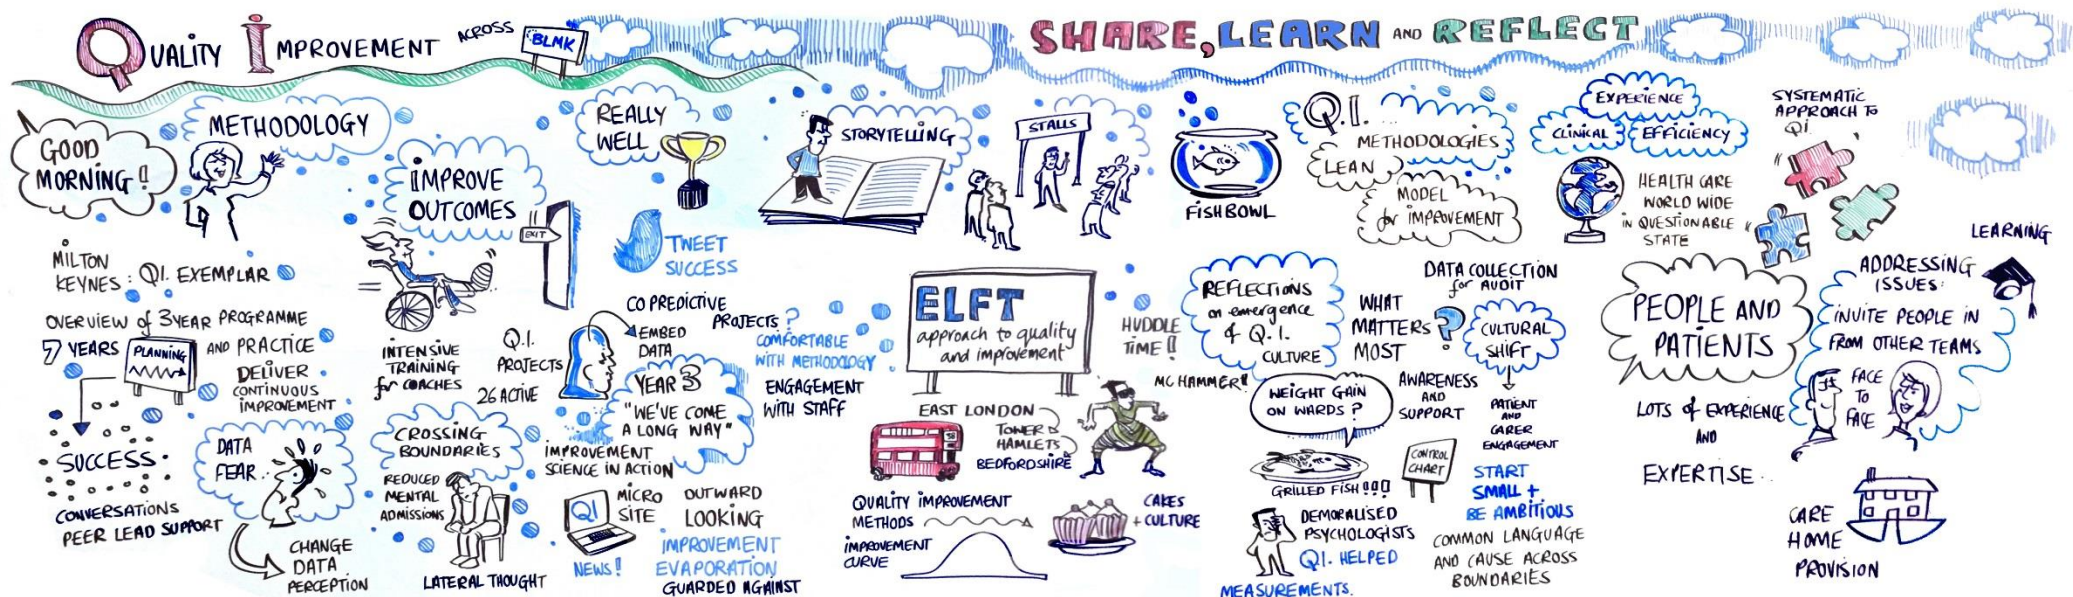 QUALITY IMPROVEMENT ACROSS BLMK
SHARE, LEARN AND REFLECT
GOOD
MORNING!
METHODOLOGY
IMPROVE
OUTCOMES
EXIT
REALLY
WELL
TWEET
SUCCESS
STORYTELLING
STALLS
FISHBOWL
Q.I.
METHODOLOGIES
LEAN
MODEL
for IMPROVEMENT
EXPERIENCE
CLINICAL
EFFICIENCY
HEALTH CARE
WORLD WIDE
IN QUESTIONABLE
STATE
SYSTEMATIC
APPROACH TO
QI.
MILTON
KEYNES: Q.I. EXEMPLAR
OVERVIEW of 3 YEAR PROGRAMME
7 YEARS
PLANNING
AND PRACTICE
DELIVER
CONTINUOUS
IMPROVEMENT
SUCCESS
CONVERSATIONS
PEER LEAD SUPPORT
DATA
FEAR
CHANGE
DATA
PERCEPTION
INTENSIVE
TRAINING
for COACHES
Q.I.
PROJECTS
26 ACTIVE
CROSSING
BOUNDARIES
REDUCED
MENTAL
ADMISSIONS
LATERAL THOUGHT
CO PREDICTIVE
PROJECTS?
EMBED
DATA
COMFORTABLE
WITH METHODOLOGY
ENGAGEMENT
WITH STAFF
YEAR 3
"WE'VE COME
A LONG WAY"
IMPROVEMENT
SCIENCE IN ACTION
QI
MICRO
SITE
NEWS!
OUTWARD
LOOKING
IMPROVEMENT
EVAPORATION
GUARDED AGAINST
ELFT
approach to quality
and improvement
HUDDLE
TIME!!
MC HAMMER!!
EAST LONDON
TOWER
HAMLETS
BEDFORDSHIRE
QUALITY IMPROVEMENT
METHODS
IMPROVEMENT
CURVE
CAKES
+ CULTURE
REFLECTIONS
on emergence
of Q.I.
CULTURE
WHAT
MATTERS
MOST
?
DATA COLLECTION
for AUDIT
CULTURAL
SHIFT
PATIENT
AND
CARER
ENGAGEMENT
WEIGHT GAIN
ON WARDS?
AWARENESS
AND
SUPPORT
GRILLED FISH!!!
CONTROL
CHART
START
SMALL +
BE AMBITIOUS
DEMORALISED
PSYCHOLOGISTS
Q.I. HELPED
MEASUREMENTS.
COMMON LANGUAGE
AND CAUSE ACROSS
BOUNDARIES
PEOPLE AND
PATIENTS
LOTS of EXPERIENCE
AND
EXPERTISE..
LEARNING
ADDRESSING
ISSUES:
INVITE PEOPLE IN
FROM OTHER TEAMS
FACE
TO
FACE
CARE
HOME
PROVISION